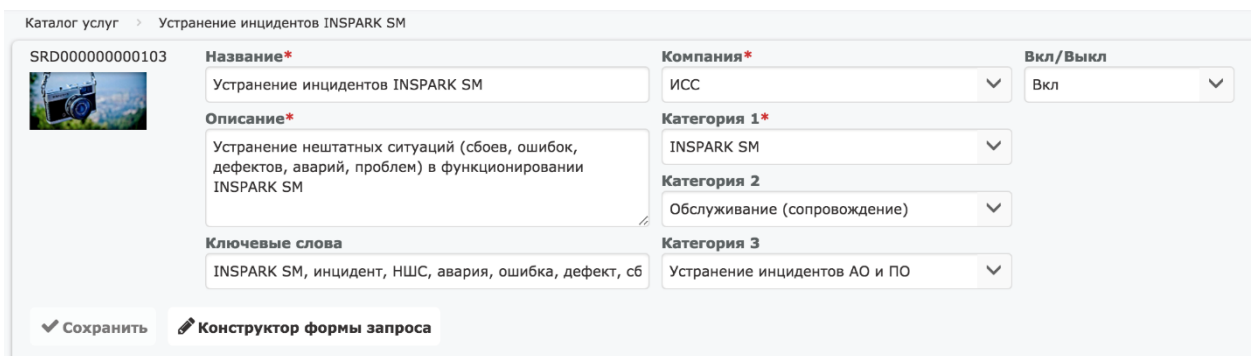 Каталог услуг > Устранение инцидентов INSPARK SM
SRD000000000103
Название*
Устранение инцидентов INSPARK SM
Описание*
Устранение нештатных ситуаций (сбоев, ошибок,
дефектов, аварий, проблем) в функционировании
INSPARK SM
Ключевые слова
INSPARK SM, инцидент, НШС, авария, ошибка, дефект, сб
Компания*
ИСС
Категория 1*
INSPARK SM
Категория 2
Обслуживание (сопровождение)
Категория 3
Устранение инцидентов АО и ПО
Вкл/Выкл
Вкл
Сохранить
Конструктор формы запроса